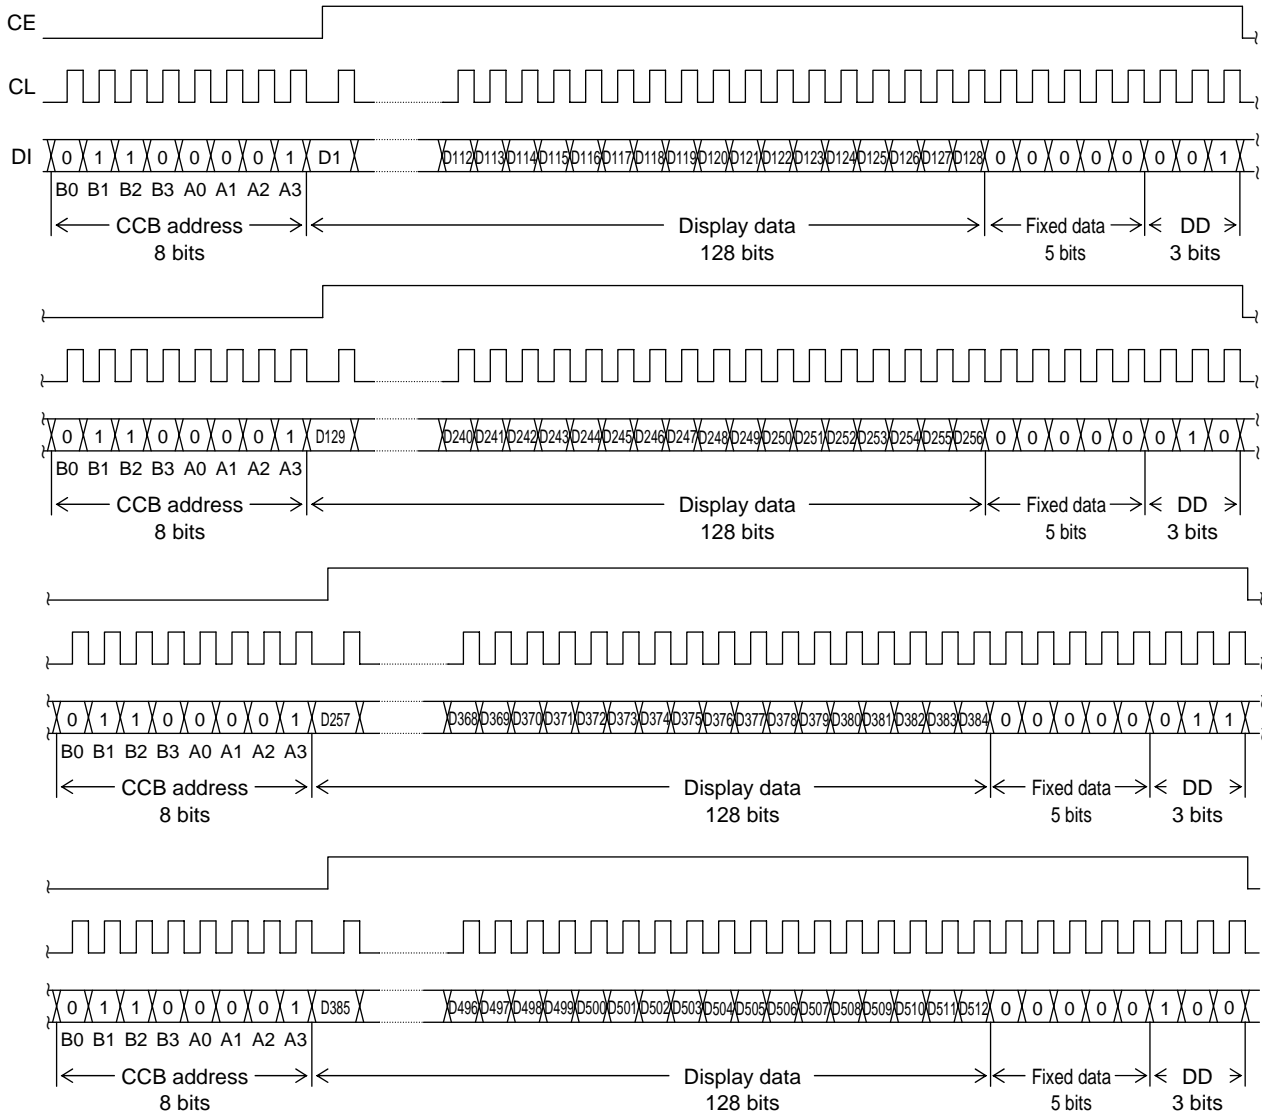 CE
CL
DI 0 1 1 0 0 0 0 1 D1 D112 D113 D114 D115 D116 D117 D118 D119 D120 D121 D122 D123 D124 D125 D126 D127 D128 0 0 0 0 0 0 0 1
B0 B1 B2 B3 A0 A1 A2 A3
CCB address Display data Fixed data DD
8 bits 128 bits 5 bits 3 bits
0 1 1 0 0 0 0 1 D129 D240 D241 D242 D243 D244 D245 D246 D247 D248 D249 D250 D251 D252 D253 D254 D255 D256 0 0 0 0 0 0 1 0
B0 B1 B2 B3 A0 A1 A2 A3
CCB address Display data Fixed data DD
8 bits 128 bits 5 bits 3 bits
0 1 1 0 0 0 0 1 D257 D368 D369 D370 D371 D372 D373 D374 D375 D376 D377 D378 D379 D380 D381 D382 D383 D384 0 0 0 0 0 0 1 1
B0 B1 B2 B3 A0 A1 A2 A3
CCB address Display data Fixed data DD
8 bits 128 bits 5 bits 3 bits
0 1 1 0 0 0 0 1 D385 D496 D497 D498 D499 D500 D501 D502 D503 D504 D505 D506 D507 D508 D509 D510 D511 D512 0 0 0 0 0 1 0 0
B0 B1 B2 B3 A0 A1 A2 A3
CCB address Display data Fixed data DD
8 bits 128 bits 5 bits 3 bits